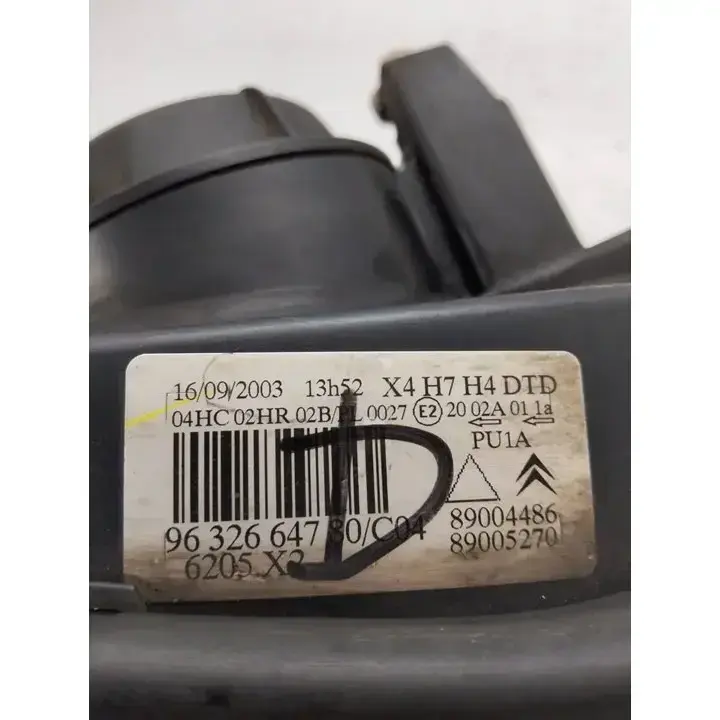 16/09/2003 13h52 X4 H7 H4 DTD
04HC 02HR 02B/PL 0027 E2 20 02A 01 1a
PU1A
96 326 647 80/C04 89004486
6205 X2 89005270
D